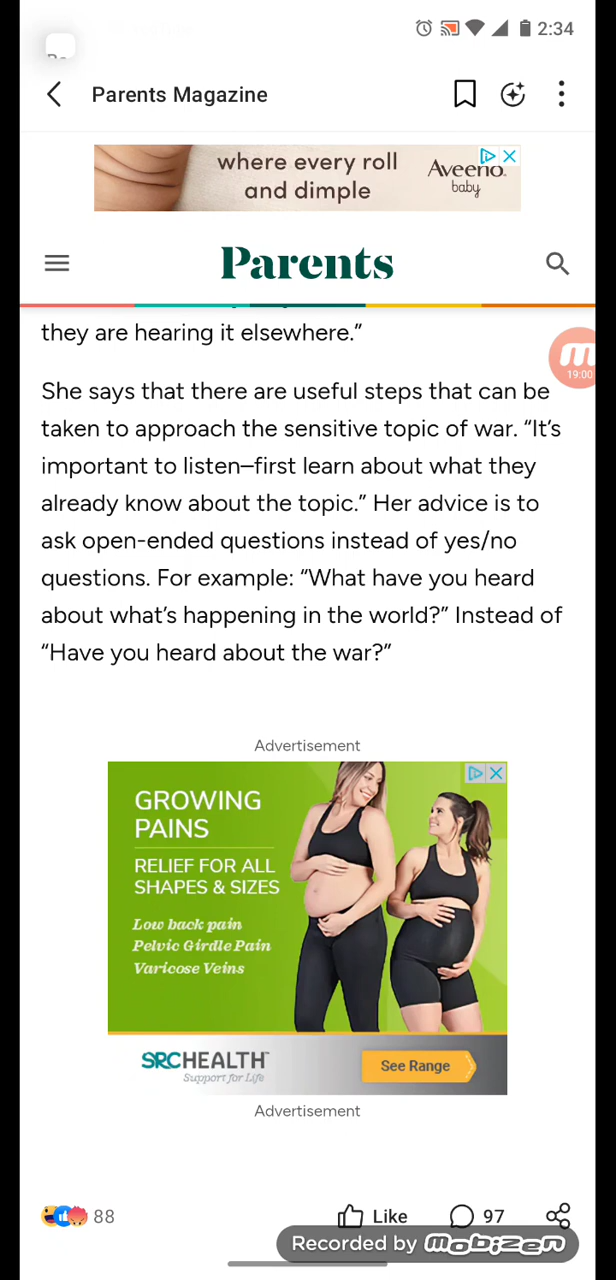 2:34
Parents Magazine
where every roll
and dimple
Aveeno.
baby
Parents
they are hearing it elsewhere.”
19:00
She says that there are useful steps that can be
taken to approach the sensitive topic of war. “It’s
important to listen–first learn about what they
already know about the topic.” Her advice is to
ask open-ended questions instead of yes/no
questions. For example: “What have you heard
about what’s happening in the world?” Instead of
“Have you heard about the war?”
Advertisement
GROWING
PAINS
RELIEF FOR ALL
SHAPES & SIZES
Low back pain
Pelvic Girdle Pain
Varicose Veins
SRCHEALTH™
Support for Life
See Range
Advertisement
88
Like
97
Recorded by mobizen